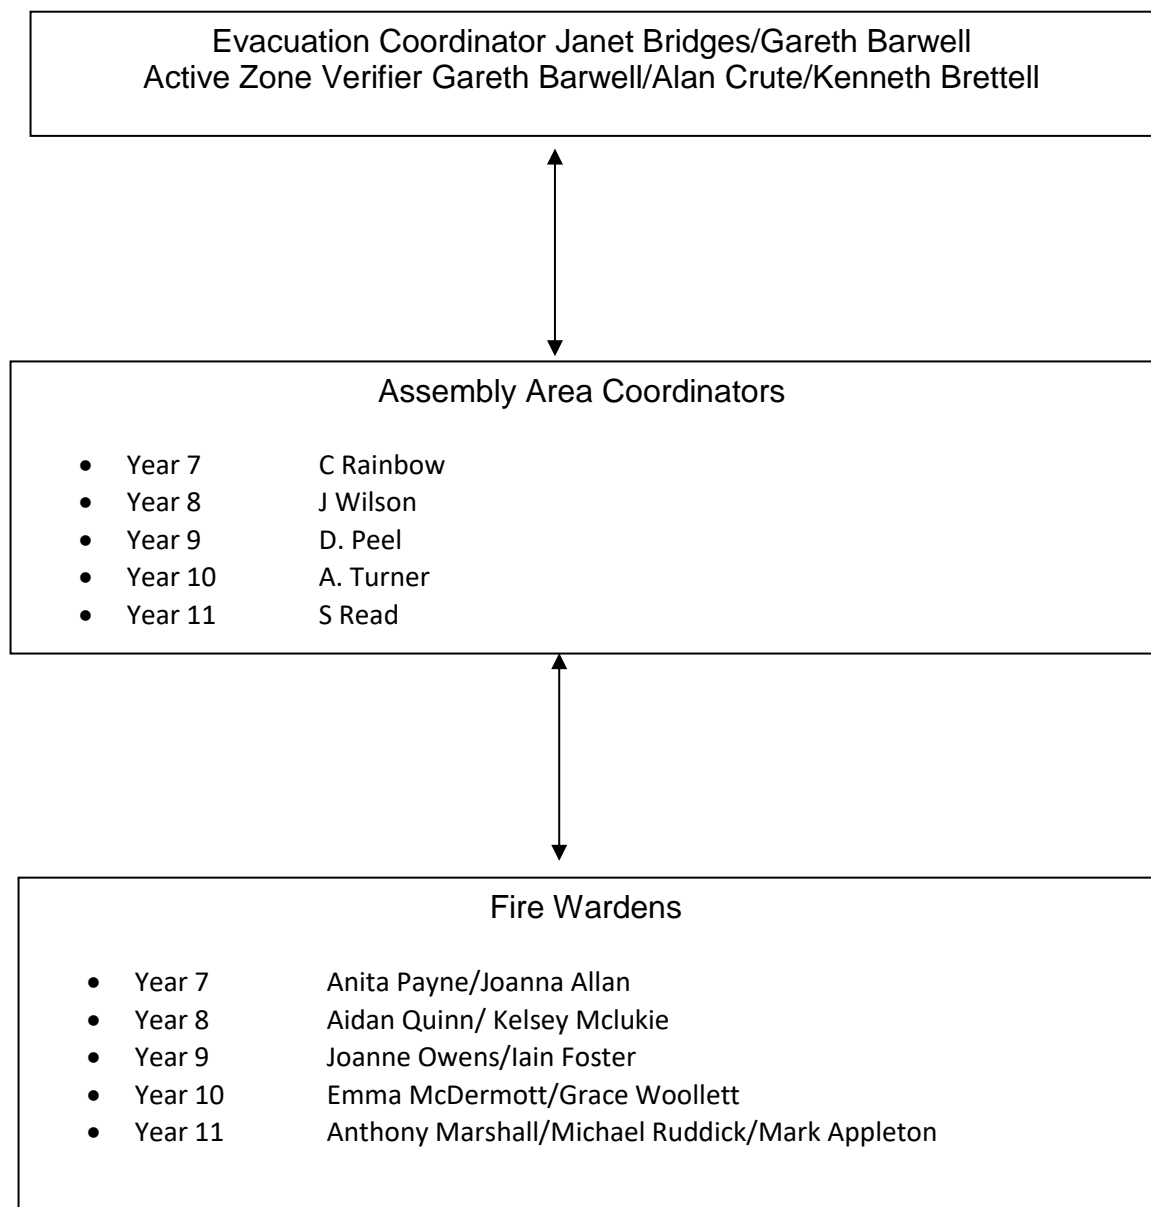 Evacuation Coordinator Janet Bridges/Gareth Barwell
Active Zone Verifier Gareth Barwell/Alan Crute/Kenneth Brettell
Assembly Area Coordinators
• Year 7 C Rainbow
• Year 8 J Wilson
• Year 9 D. Peel
• Year 10 A. Turner
• Year 11 S Read
Fire Wardens
• Year 7 Anita Payne/Joanna Allan
• Year 8 Aidan Quinn/ Kelsey Mclukie
• Year 9 Joanne Owens/Iain Foster
• Year 10 Emma McDermott/Grace Woollett
• Year 11 Anthony Marshall/Michael Ruddick/Mark Appleton